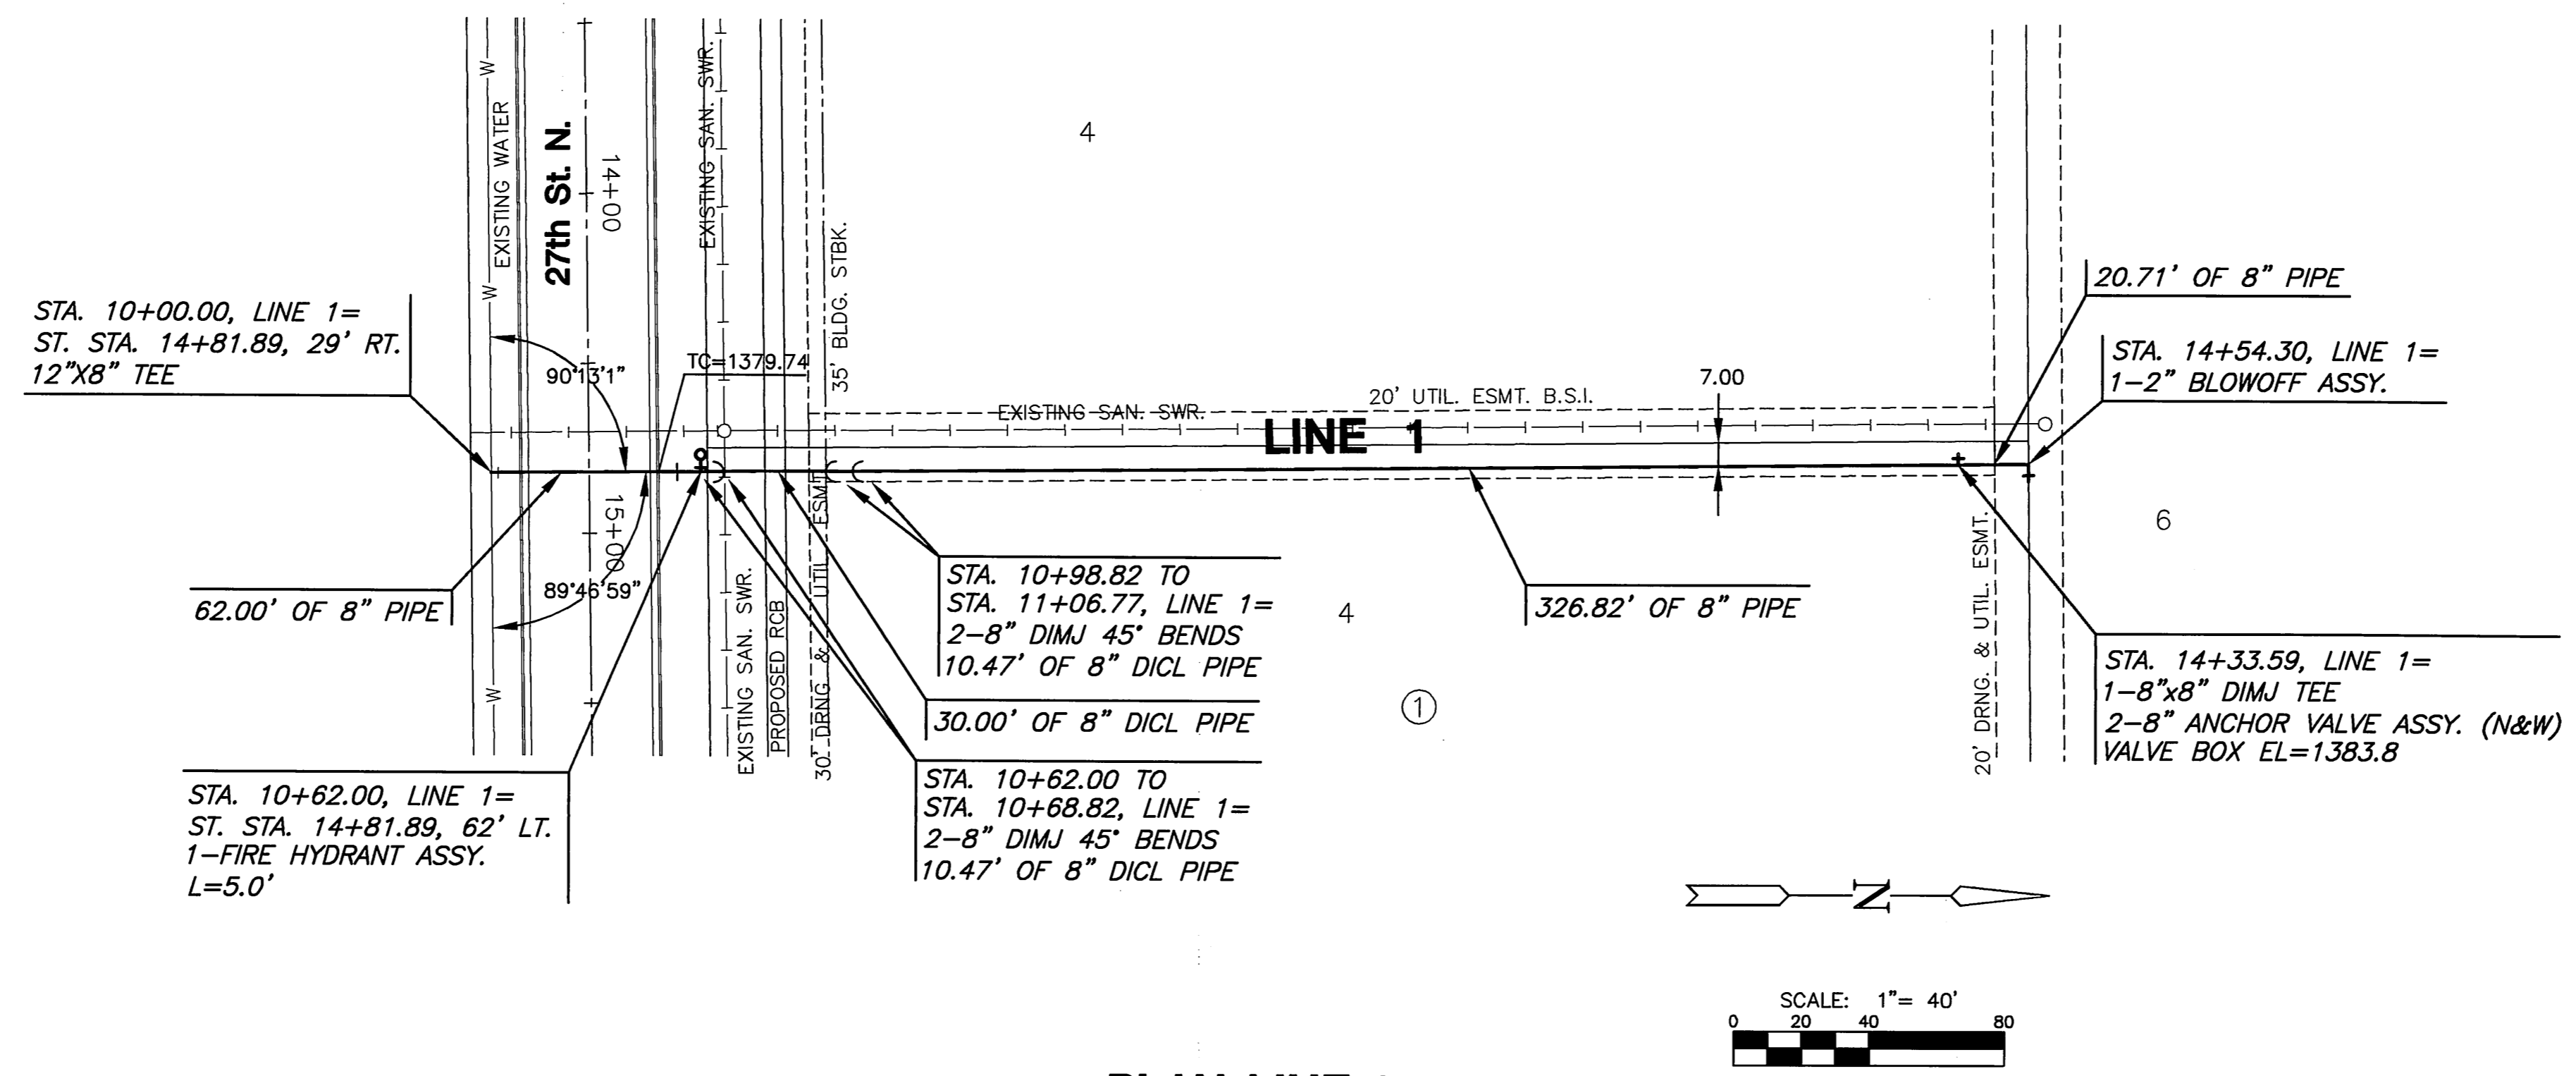 STA. 10+00.00, LINE 1=
ST. STA. 14+81.89, 29' RT.
12"X8" TEE
W
W
W
EXISTING WATER
27th St. N.
14+00
15+00
EXISTING SAN. SWR.
90°13'1"
89°46'59"
TC=1379.74
35' BLDG. STBK.
4
EXISTING SAN. SWR.
20' UTIL. ESMT. B.S.I.
LINE 1
7.00
20.71' OF 8" PIPE
STA. 14+54.30, LINE 1=
1-2" BLOWOFF ASSY.
62.00' OF 8" PIPE
EXISTING SAN. SWR.
PROPOSED RCB
30' DRNG. & UTIL. ESMT.
STA. 10+98.82 TO
STA. 11+06.77, LINE 1=
2-8" DIMJ 45° BENDS
10.47' OF 8" DICL PIPE
4
326.82' OF 8" PIPE
20' DRNG. & UTIL. ESMT.
6
30.00' OF 8" DICL PIPE
1
STA. 14+33.59, LINE 1=
1-8"x8" DIMJ TEE
2-8" ANCHOR VALVE ASSY. (N&W)
VALVE BOX EL=1383.8
STA. 10+62.00, LINE 1=
ST. STA. 14+81.89, 62' LT.
1-FIRE HYDRANT ASSY.
L=5.0'
STA. 10+62.00 TO
STA. 10+68.82, LINE 1=
2-8" DIMJ 45° BENDS
10.47' OF 8" DICL PIPE
N
SCALE: 1"= 40'
0 20 40 80